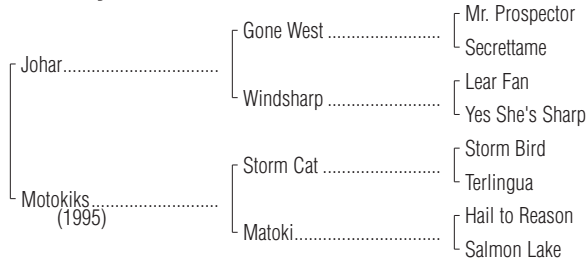 Mr. Prospector
Gone West ......................
Secrettame
Johar..............................
Lear Fan
Windsharp ......................
Yes She's Sharp
Storm Bird
Storm Cat ......................
Terlingua
Motokiks........................
(1995)
Hail to Reason
Matoki............................
Salmon Lake